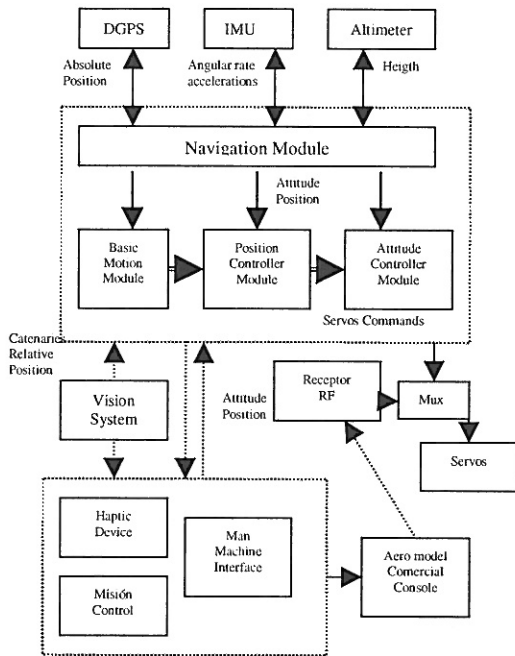 DGPS
IMU
Altimeter
Absolute
Position
Angular rate
accelerations
Heigth
Navigation Module
Attitude
Position
Basic
Motion
Module
Position
Controller
Module
Attitude
Controller
Module
Servos Commands
Catenaries
Relative
Position
Vision
System
Attitude
Position
Receptor
RF
Mux
Servos
Haptic
Device
Man
Machine
Interface
Misión
Control
Aero model
Comercial
Console